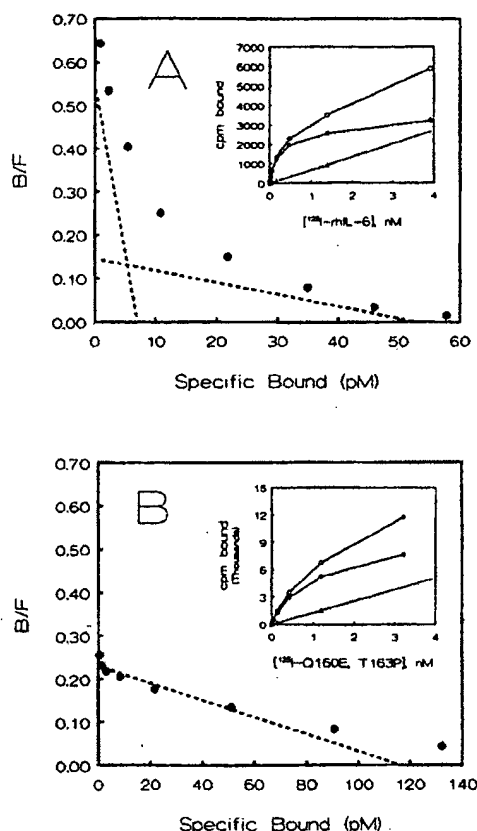 A
B/F
0.70
0.60
0.50
0.40
0.30
0.20
0.10
0.00
0 10 20 30 40 50 60
Specific Bound (pM)
cpm bound
7000
6000
5000
4000
3000
2000
1000
0
0 1 2 3 4
[¹²⁵I-rhIL-6], nM
B
B/F
0.70
0.60
0.50
0.40
0.30
0.20
0.10
0.00
0 20 40 60 80 100 120 140
Specific Bound (pM)
cpm bound
(Thousands)
15
12
9
6
3
0
0 1 2 3 4
[¹²⁵I-Q160E, T163P], nM